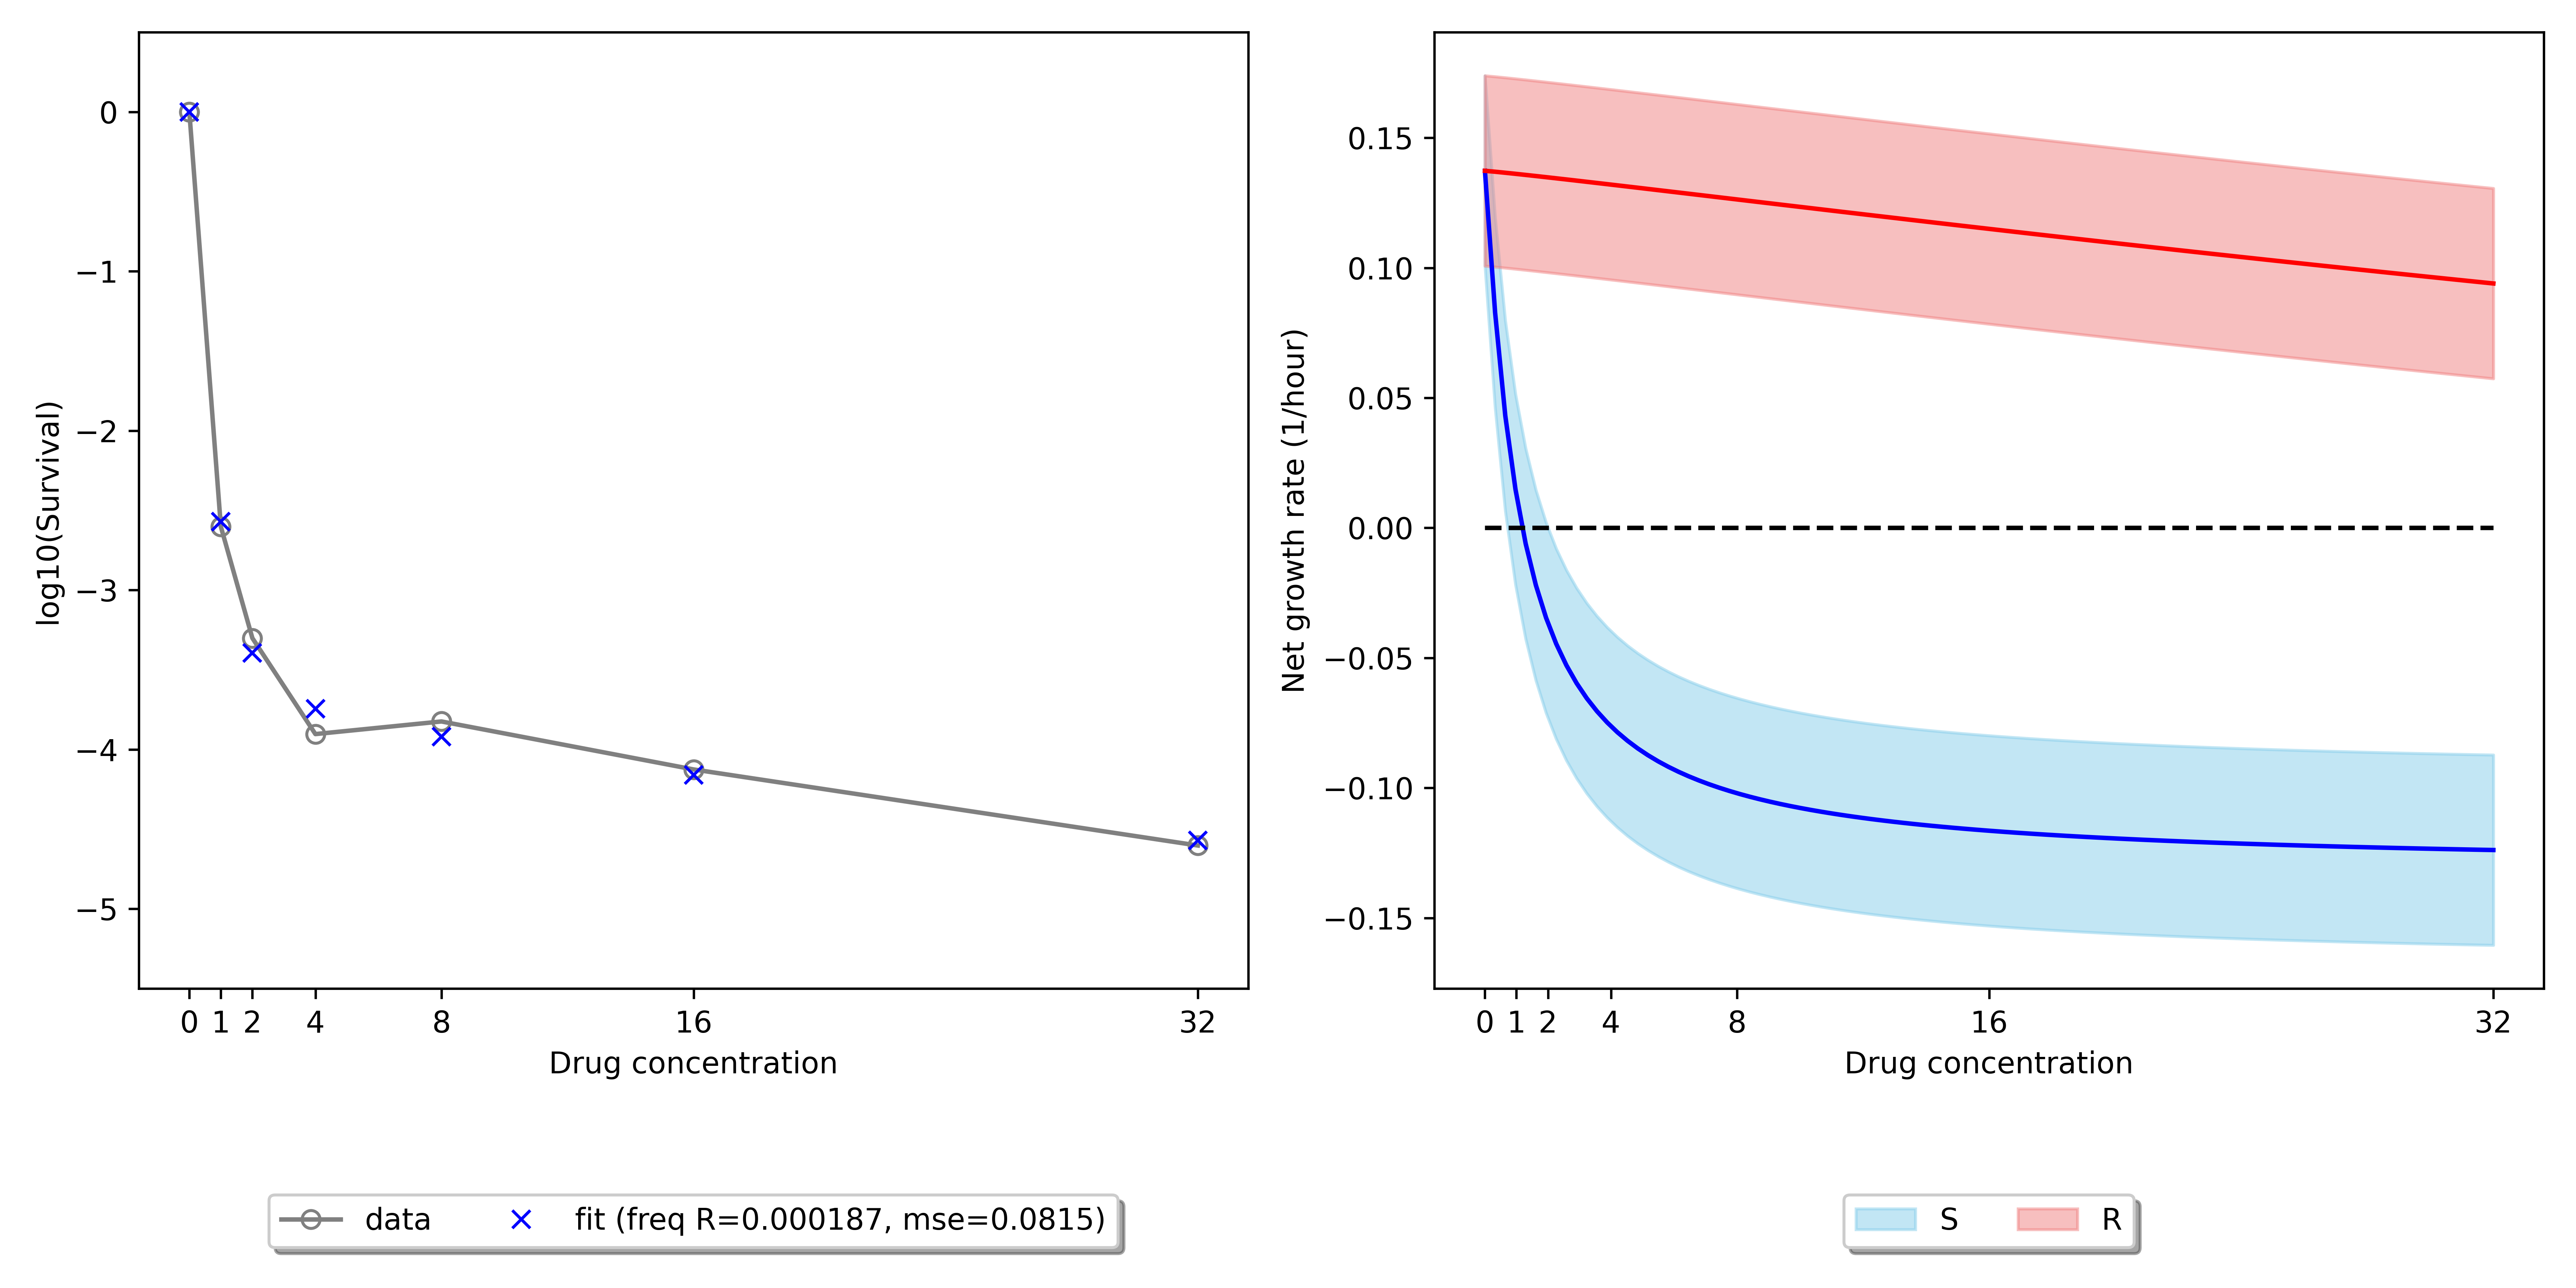 log10(Survival)
0
−1
−2
−3
−4
−5
0 1 2 4 8 16 32
Drug concentration
data
fit (freq R=0.000187, mse=0.0815)
Net growth rate (1/hour)
0.15
0.10
0.05
0.00
−0.05
−0.10
−0.15
0 1 2 4 8 16 32
Drug concentration
S
R